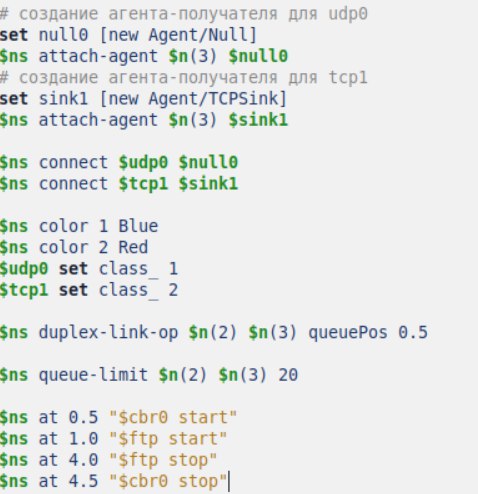 # создание агента-получателя для udp0
set null0 [new Agent/Null]
$ns attach-agent $n(3) $null0
# создание агента-получателя для tcp1
set sink1 [new Agent/TCPSink]
$ns attach-agent $n(3) $sink1
$ns connect $udp0 $null0
$ns connect $tcp1 $sink1
$ns color 1 Blue
$ns color 2 Red
$udp0 set class_ 1
$tcp1 set class_ 2
$ns duplex-link-op $n(2) $n(3) queuePos 0.5
$ns queue-limit $n(2) $n(3) 20
$ns at 0.5 "$cbr0 start"
$ns at 1.0 "$ftp start"
$ns at 4.0 "$ftp stop"
$ns at 4.5 "$cbr0 stop"